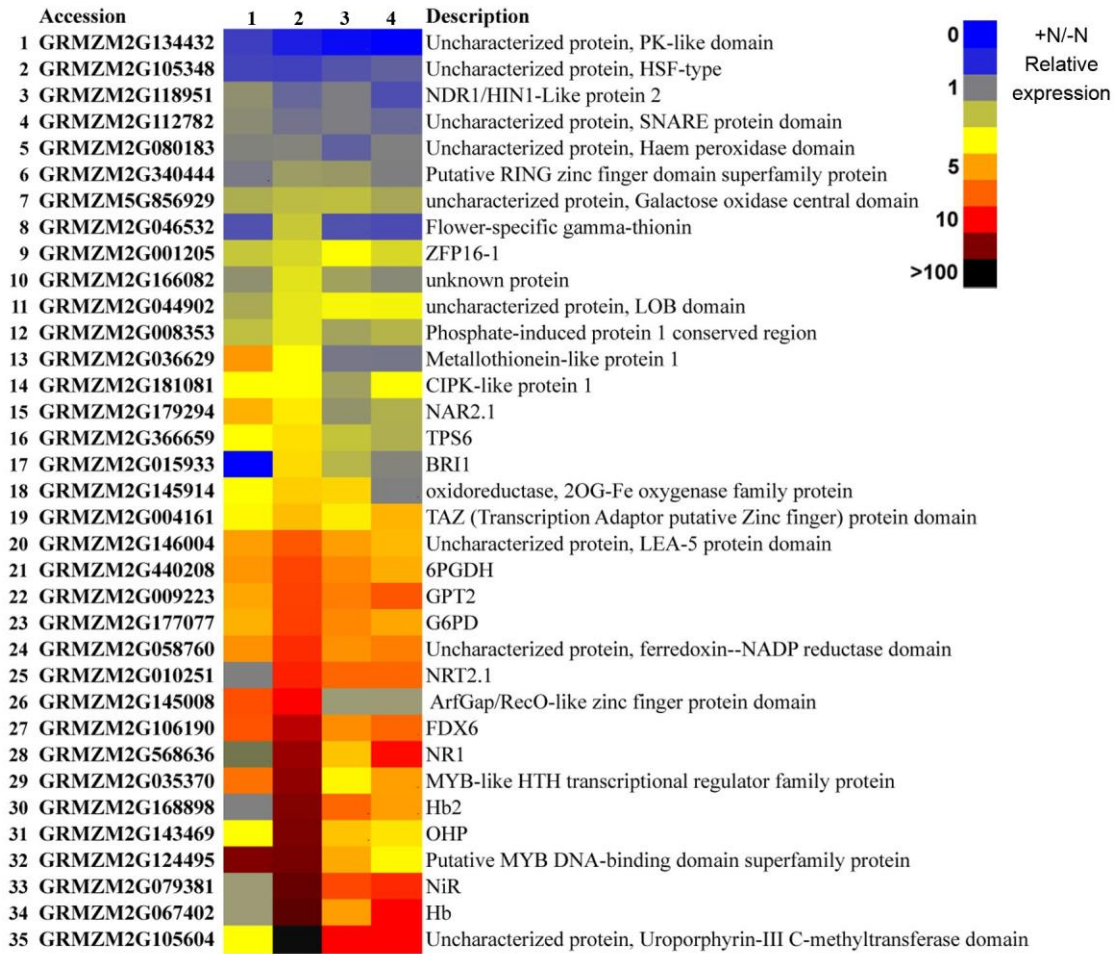 Accession 1 2 3 4 Description
1 GRMZM2G134432 Uncharacterized protein, PK-like domain
2 GRMZM2G105348 Uncharacterized protein, HSF-type
3 GRMZM2G118951 NDR1/HIN1-Like protein 2
4 GRMZM2G112782 Uncharacterized protein, SNARE protein domain
5 GRMZM2G080183 Uncharacterized protein, Haem peroxidase domain
6 GRMZM2G340444 Putative RING zinc finger domain superfamily protein
7 GRMZM5G856929 uncharacterized protein, Galactose oxidase central domain
8 GRMZM2G046532 Flower-specific gamma-thionin
9 GRMZM2G001205 ZFP16-1
10 GRMZM2G166082 unknown protein
11 GRMZM2G044902 uncharacterized protein, LOB domain
12 GRMZM2G008353 Phosphate-induced protein 1 conserved region
13 GRMZM2G036629 Metallothionein-like protein 1
14 GRMZM2G181081 CIPK-like protein 1
15 GRMZM2G179294 NAR2.1
16 GRMZM2G366659 TPS6
17 GRMZM2G015933 BRI1
18 GRMZM2G145914 oxidoreductase, 2OG-Fe oxygenase family protein
19 GRMZM2G004161 TAZ (Transcription Adaptor putative Zinc finger) protein domain
20 GRMZM2G146004 Uncharacterized protein, LEA-5 protein domain
21 GRMZM2G440208 6PGDH
22 GRMZM2G009223 GPT2
23 GRMZM2G177077 G6PD
24 GRMZM2G058760 Uncharacterized protein, ferredoxin--NADP reductase domain
25 GRMZM2G010251 NRT2.1
26 GRMZM2G145008 ArfGap/RecO-like zinc finger protein domain
27 GRMZM2G106190 FDX6
28 GRMZM2G568636 NR1
29 GRMZM2G035370 MYB-like HTH transcriptional regulator family protein
30 GRMZM2G168898 Hb2
31 GRMZM2G143469 OHP
32 GRMZM2G124495 Putative MYB DNA-binding domain superfamily protein
33 GRMZM2G079381 NiR
34 GRMZM2G067402 Hb
35 GRMZM2G105604 Uncharacterized protein, Uroporphyrin-III C-methyltransferase domain
0
1
5
10
>100
+N/-N
Relative
expression